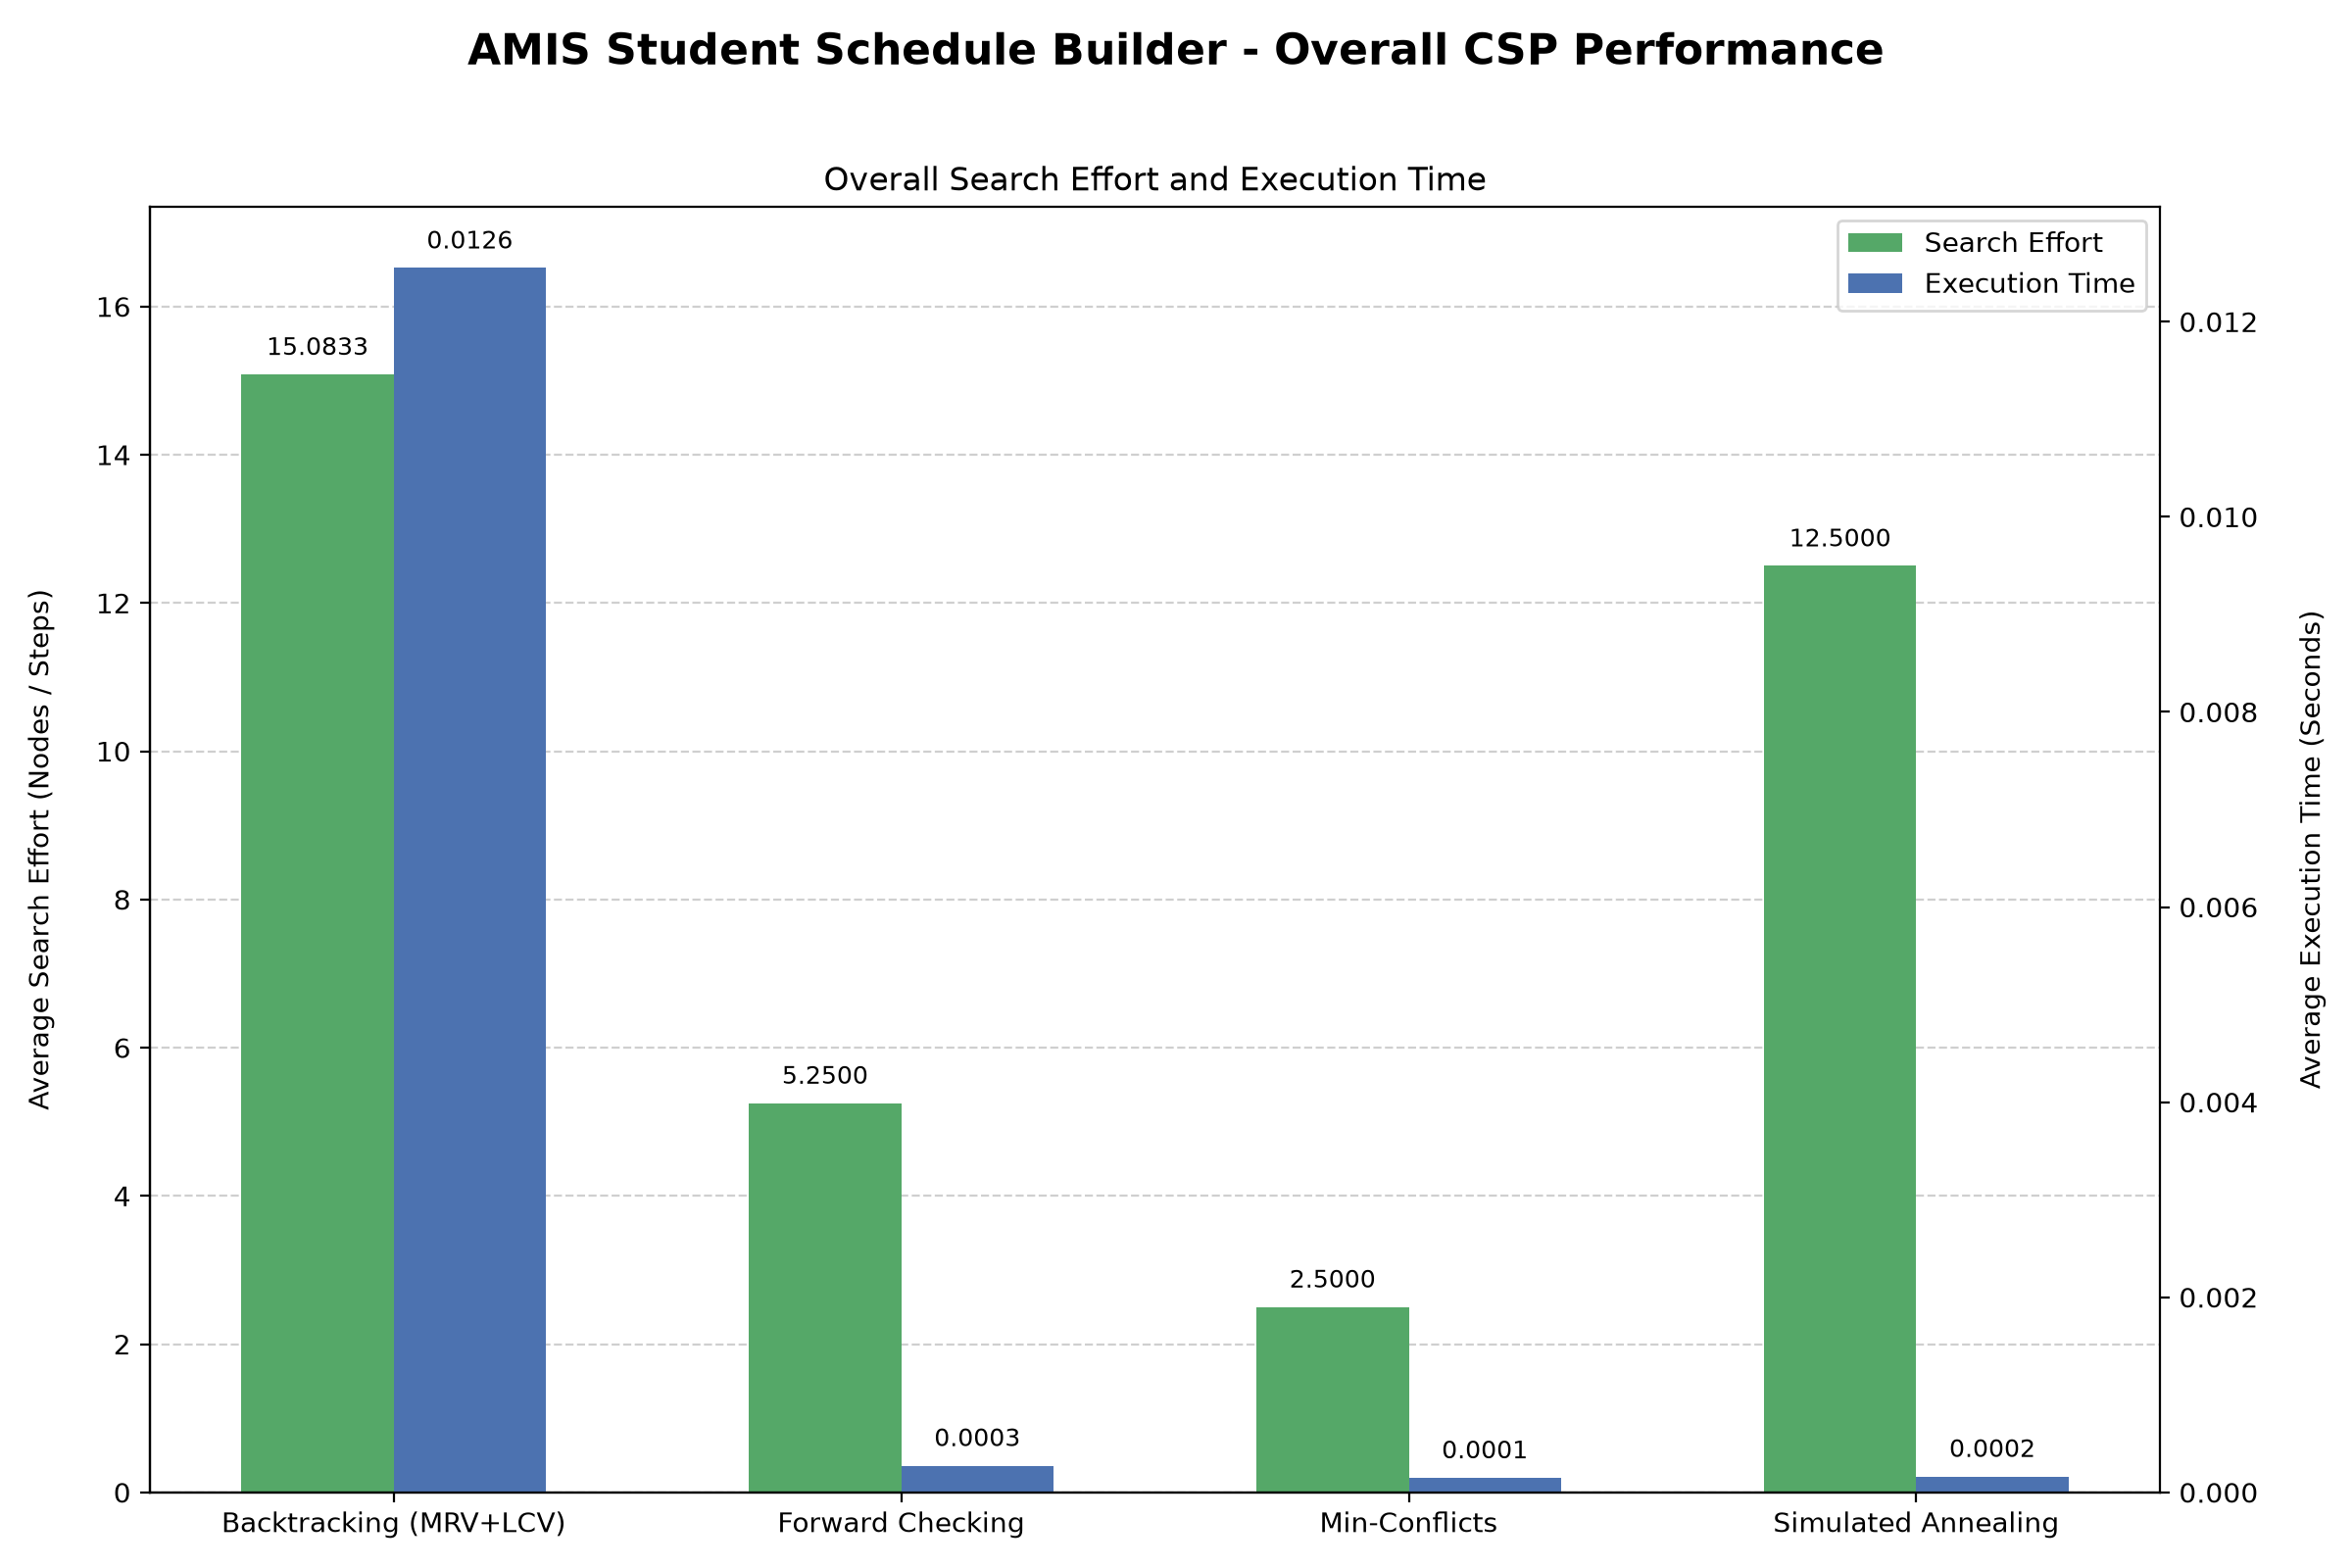 AMIS Student Schedule Builder - Overall CSP Performance
Overall Search Effort and Execution Time
Search Effort
Execution Time
Average Search Effort (Nodes / Steps)
16
14
12
10
8
6
4
2
0
15.0833
0.0126
5.2500
0.0003
2.5000
0.0001
12.5000
0.0002
0.012
0.010
0.008
0.006
0.004
0.002
0.000
Average Execution Time (Seconds)
Backtracking (MRV+LCV)
Forward Checking
Min-Conflicts
Simulated Annealing